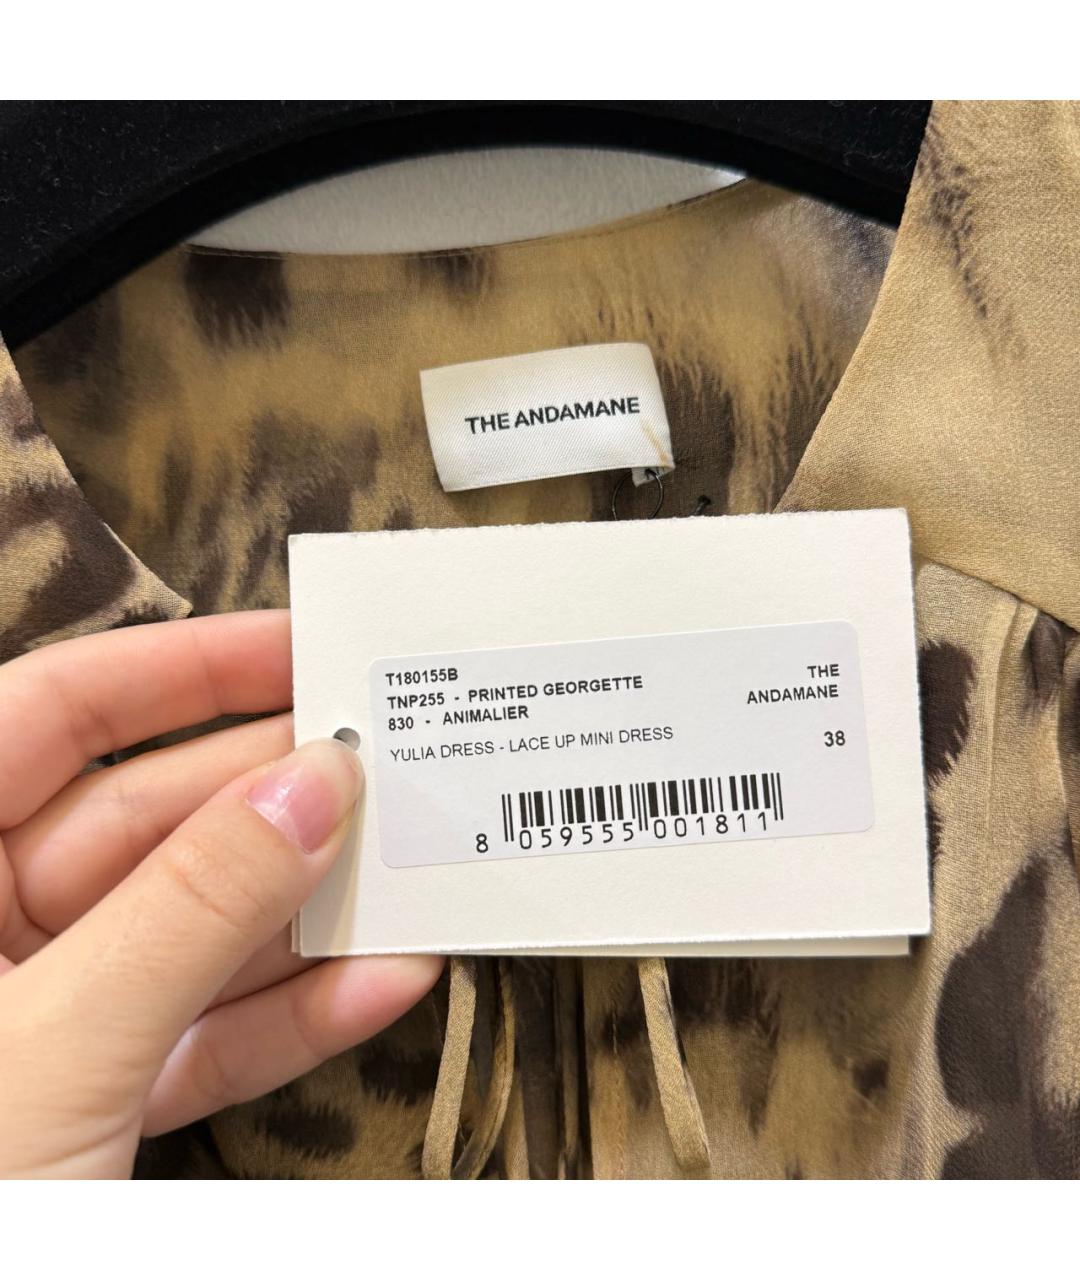 THE ANDAMANE
T180155B
TNP255 - PRINTED GEORGETTE
830 - ANIMALIER
YULIA DRESS - LACE UP MINI DRESS
THE
ANDAMANE
38
8 059555 001811